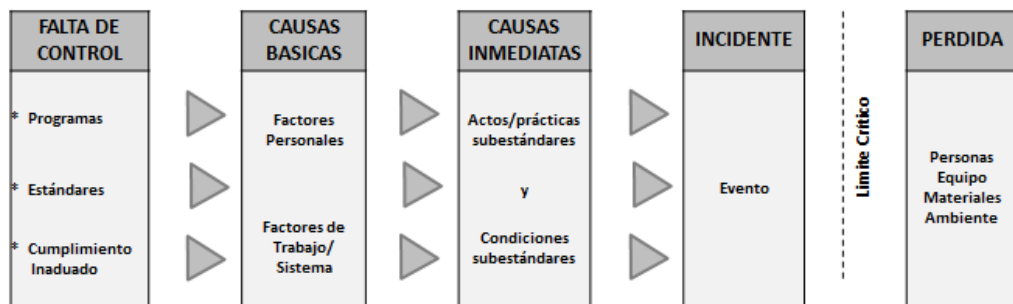 FALTA DE
CONTROL
* Programas
* Estándares
* Cumplimiento
Inaduado
CAUSAS
BASICAS
Factores
Personales
Factores de
Trabajo/
Sistema
CAUSAS
INMEDIATAS
Actos/prácticas
subestándares
y
Condiciones
subestándares
INCIDENTE
Evento
Limite Crítico
PERDIDA
Personas
Equipo
Materiales
Ambiente